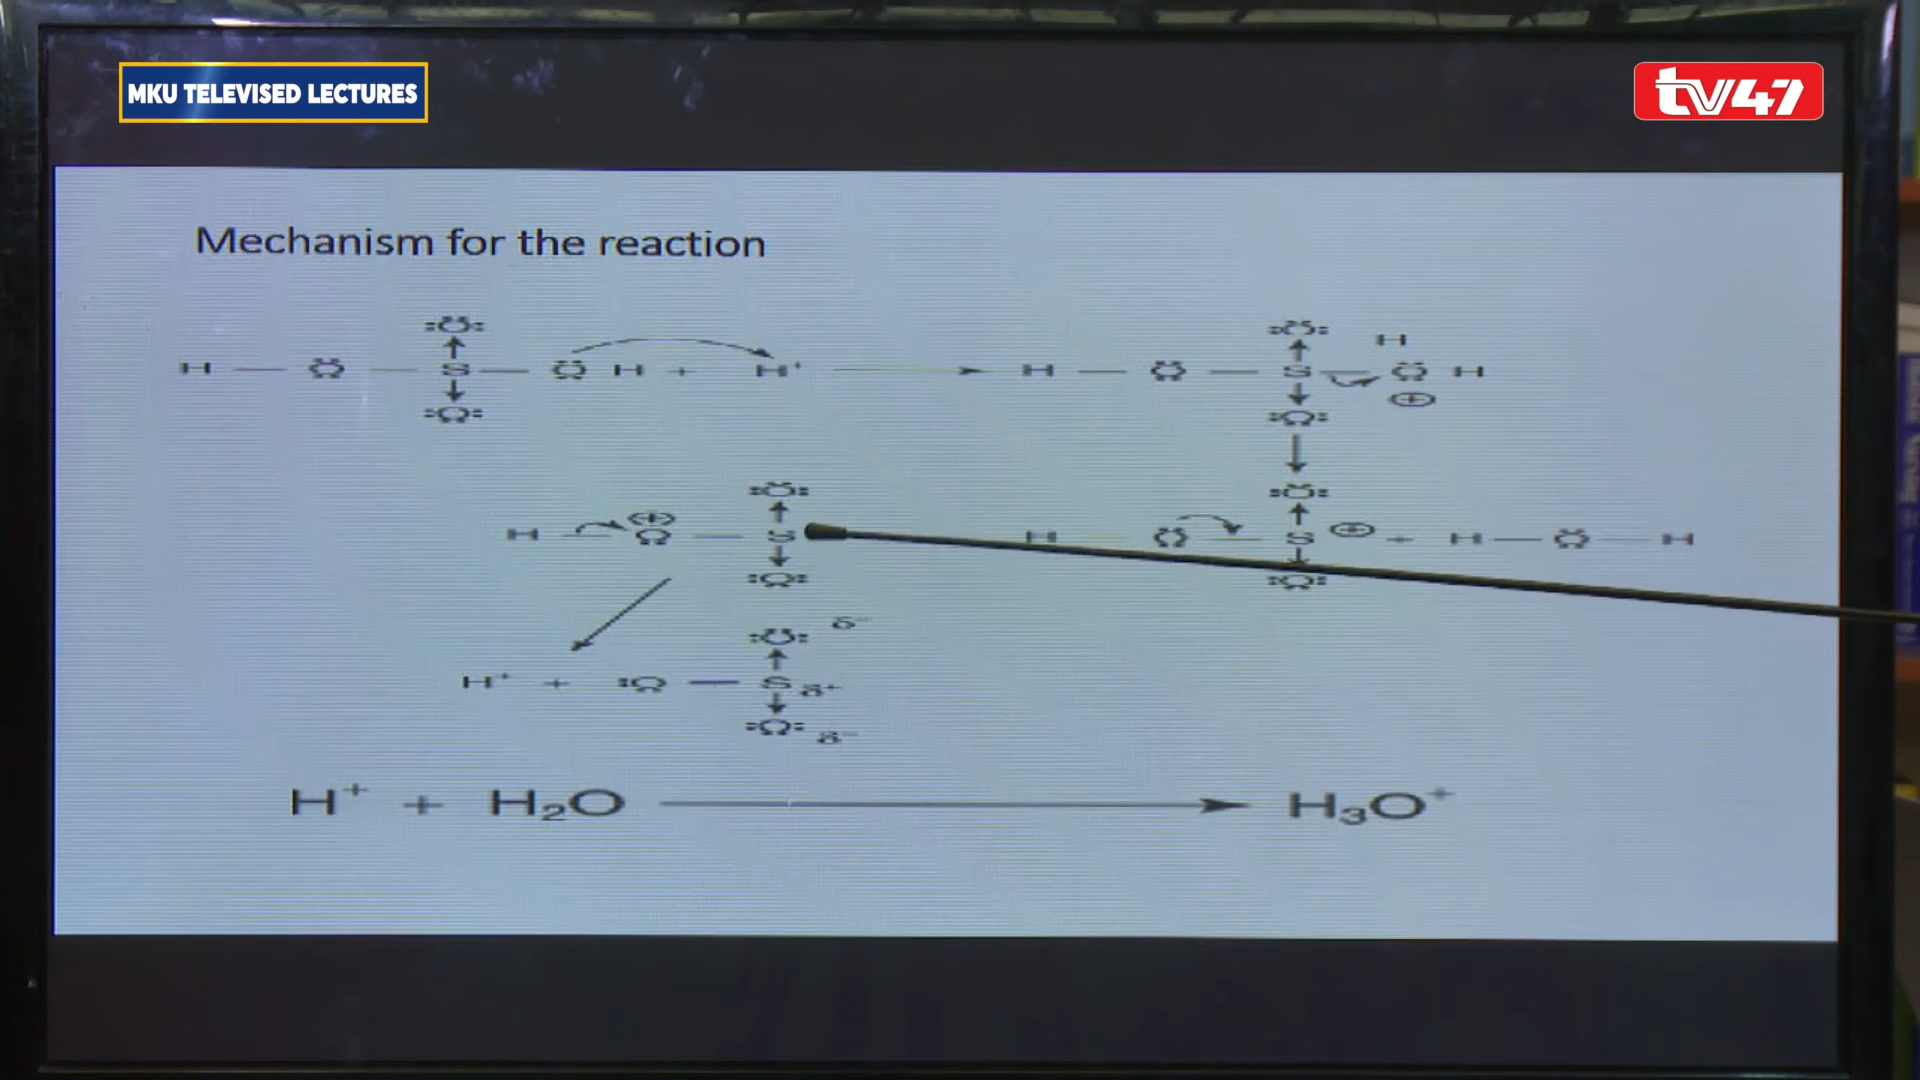 MKU TELEVISED LECTURES
tv47
Mechanism for the reaction
:Ö: :Ö: H
H — Ö — S — Ö H + H⁺ → H — Ö — S — Ö H
:O: :O: ⊕
:Ö: :Ö:
H — O ⊕ — S H Ö — S ⊕ + H — Ö — H
:O: :O:
:Ö: δ⁻
H⁺ + :O — S δ⁺
:O: δ⁻
H⁺ + H₂O → H₃O⁺